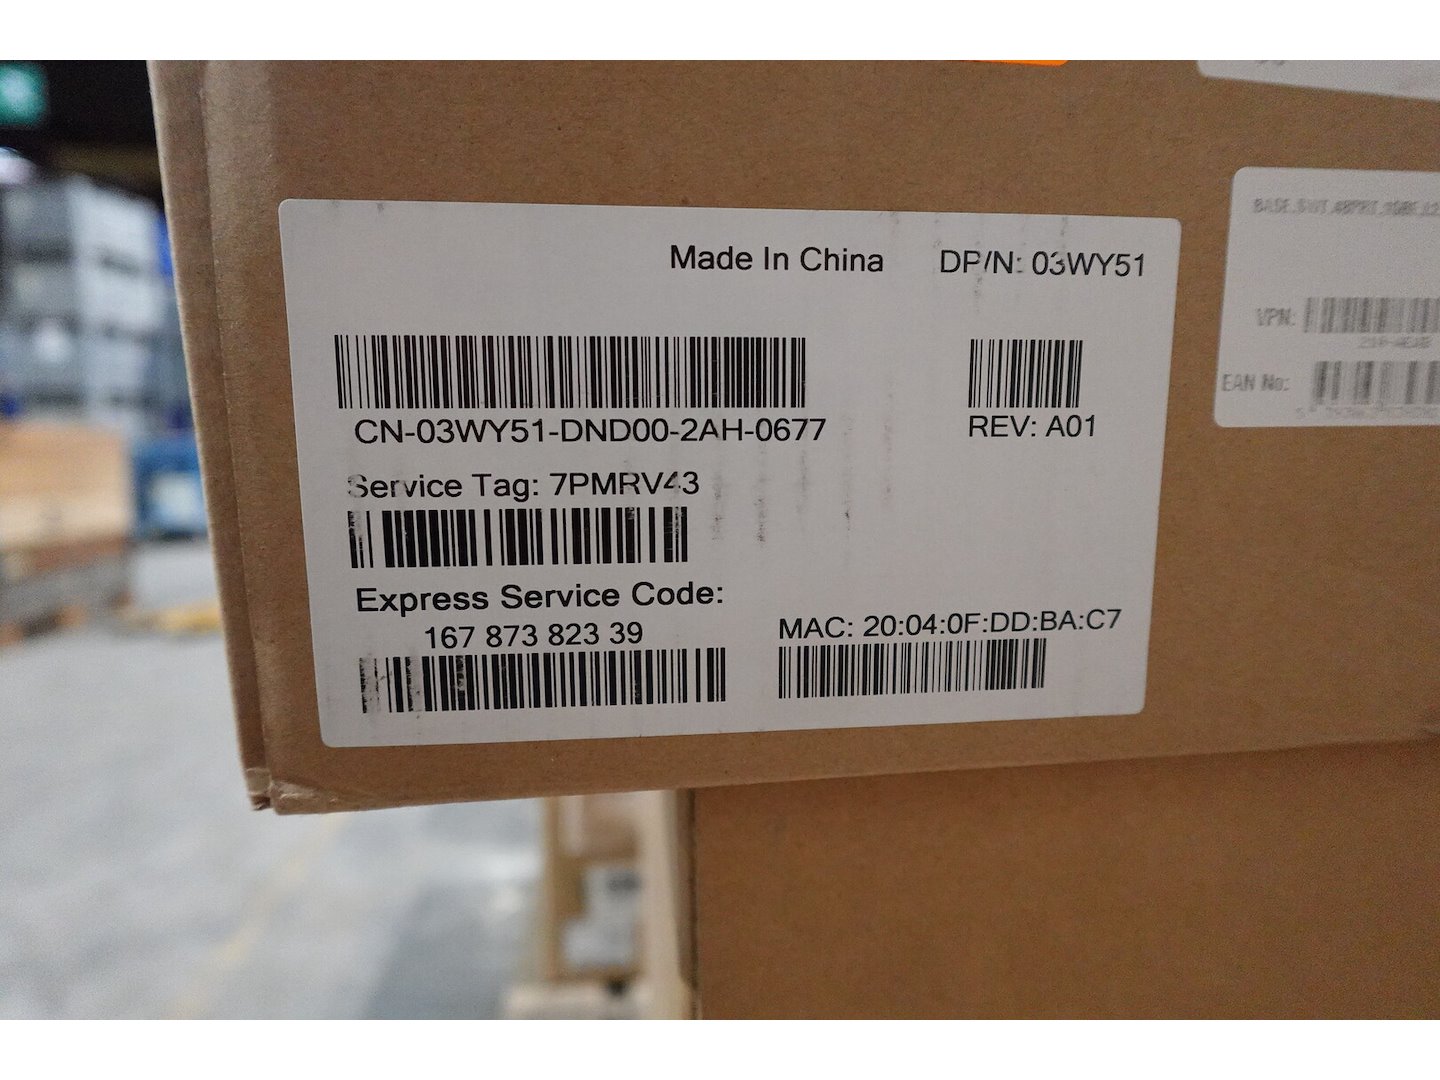 Made In China DP/N: 03WY51
CN-03WY51-DND00-2AH-0677
REV: A01
Service Tag: 7PMRV43
Express Service Code:
167 873 823 39
MAC: 20:04:0F:DD:BA:C7
VPN:
EAN No: